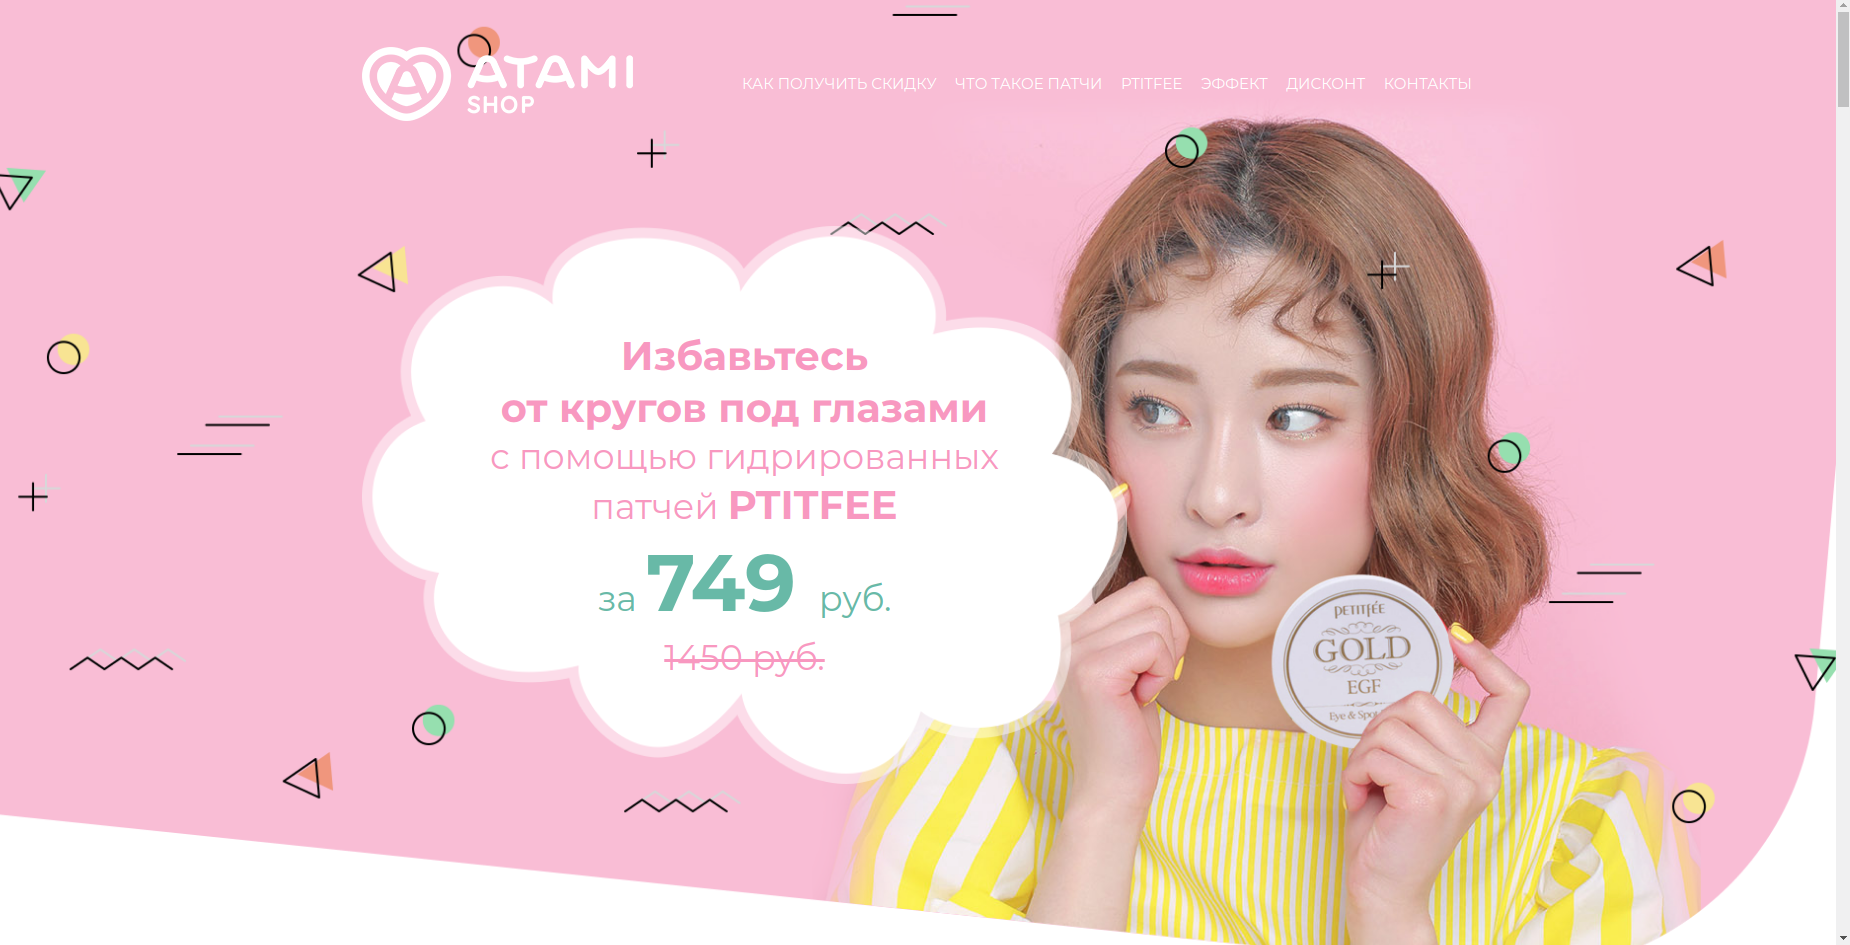 ATAMI
SHOP
КАК ПОЛУЧИТЬ СКИДКУ ЧТО ТАКОЕ ПАТЧИ PTITFEE ЭФФЕКТ ДИСКОНТ КОНТАКТЫ
Избавьтесь
от кругов под глазами
с помощью гидрированных
патчей PTITFEE
за 749 руб.
1450 руб.
PETITFÉE
GOLD
EGF
Eye & Spot